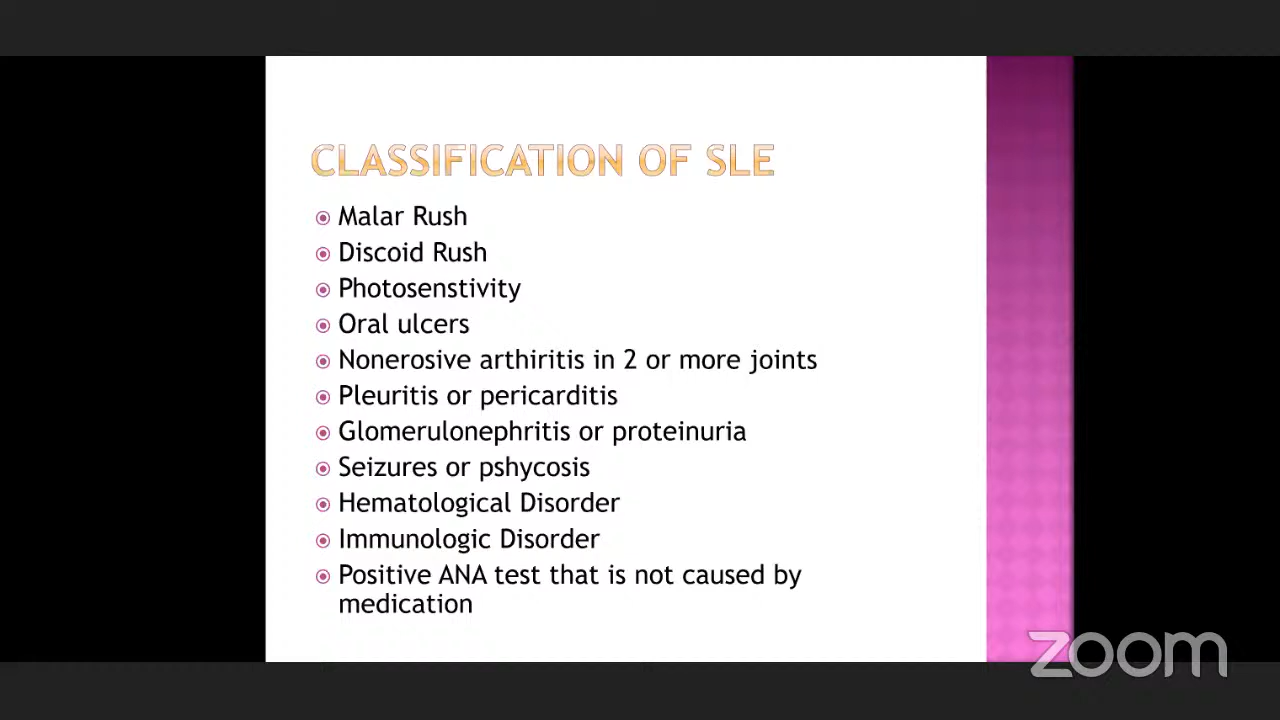 CLASSIFICATION OF SLE
Malar Rush
Discoid Rush
Photosenstivity
Oral ulcers
Nonerosive arthiritis in 2 or more joints
Pleuritis or pericarditis
Glomerulonephritis or proteinuria
Seizures or pshycosis
Hematological Disorder
Immunologic Disorder
Positive ANA test that is not caused by
medication
zoom